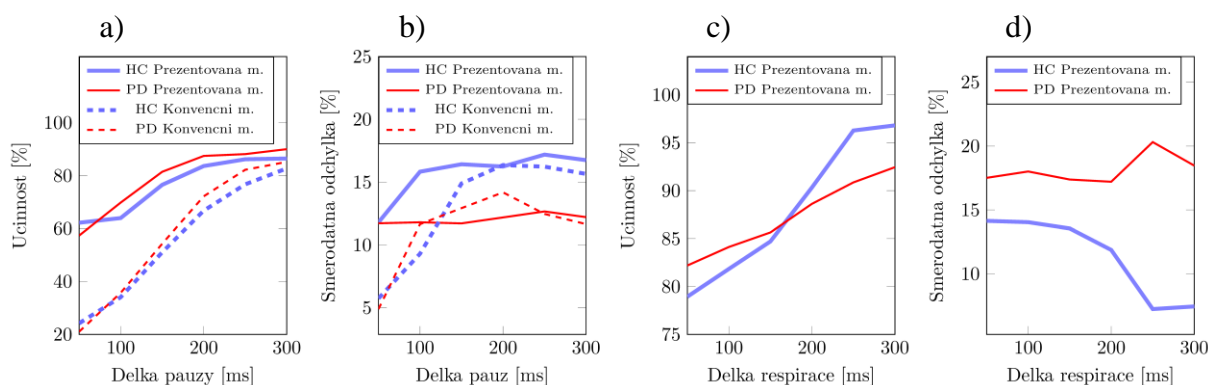 a)
HC Prezentovana m.
PD Prezentovana m.
HC Konvencni m.
PD Konvencni m.
Ucinnost [%]
100
80
60
40
20
100 200 300
Delka pauzy [ms]
b)
HC Prezentovana m.
PD Prezentovana m.
HC Konvencni m.
PD Konvencni m.
Smerodatna odchylka [%]
25
20
15
10
5
100 200 300
Delka pauz [ms]
c)
HC Prezentovana m.
PD Prezentovana m.
Ucinnost [%]
100
95
90
85
80
75
100 200 300
Delka respirace [ms]
d)
HC Prezentovana m.
PD Prezentovana m.
Smerodatna odchylka [%]
25
20
15
10
100 200 300
Delka respirace [ms]